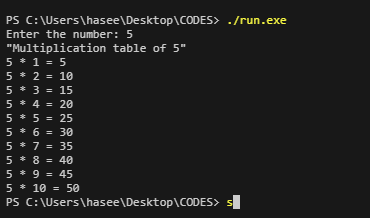 PS C:\Users\hasee\Desktop\CODES> ./run.exe
Enter the number: 5
"Multiplication table of 5"
5 * 1 = 5
5 * 2 = 10
5 * 3 = 15
5 * 4 = 20
5 * 5 = 25
5 * 6 = 30
5 * 7 = 35
5 * 8 = 40
5 * 9 = 45
5 * 10 = 50
PS C:\Users\hasee\Desktop\CODES> s